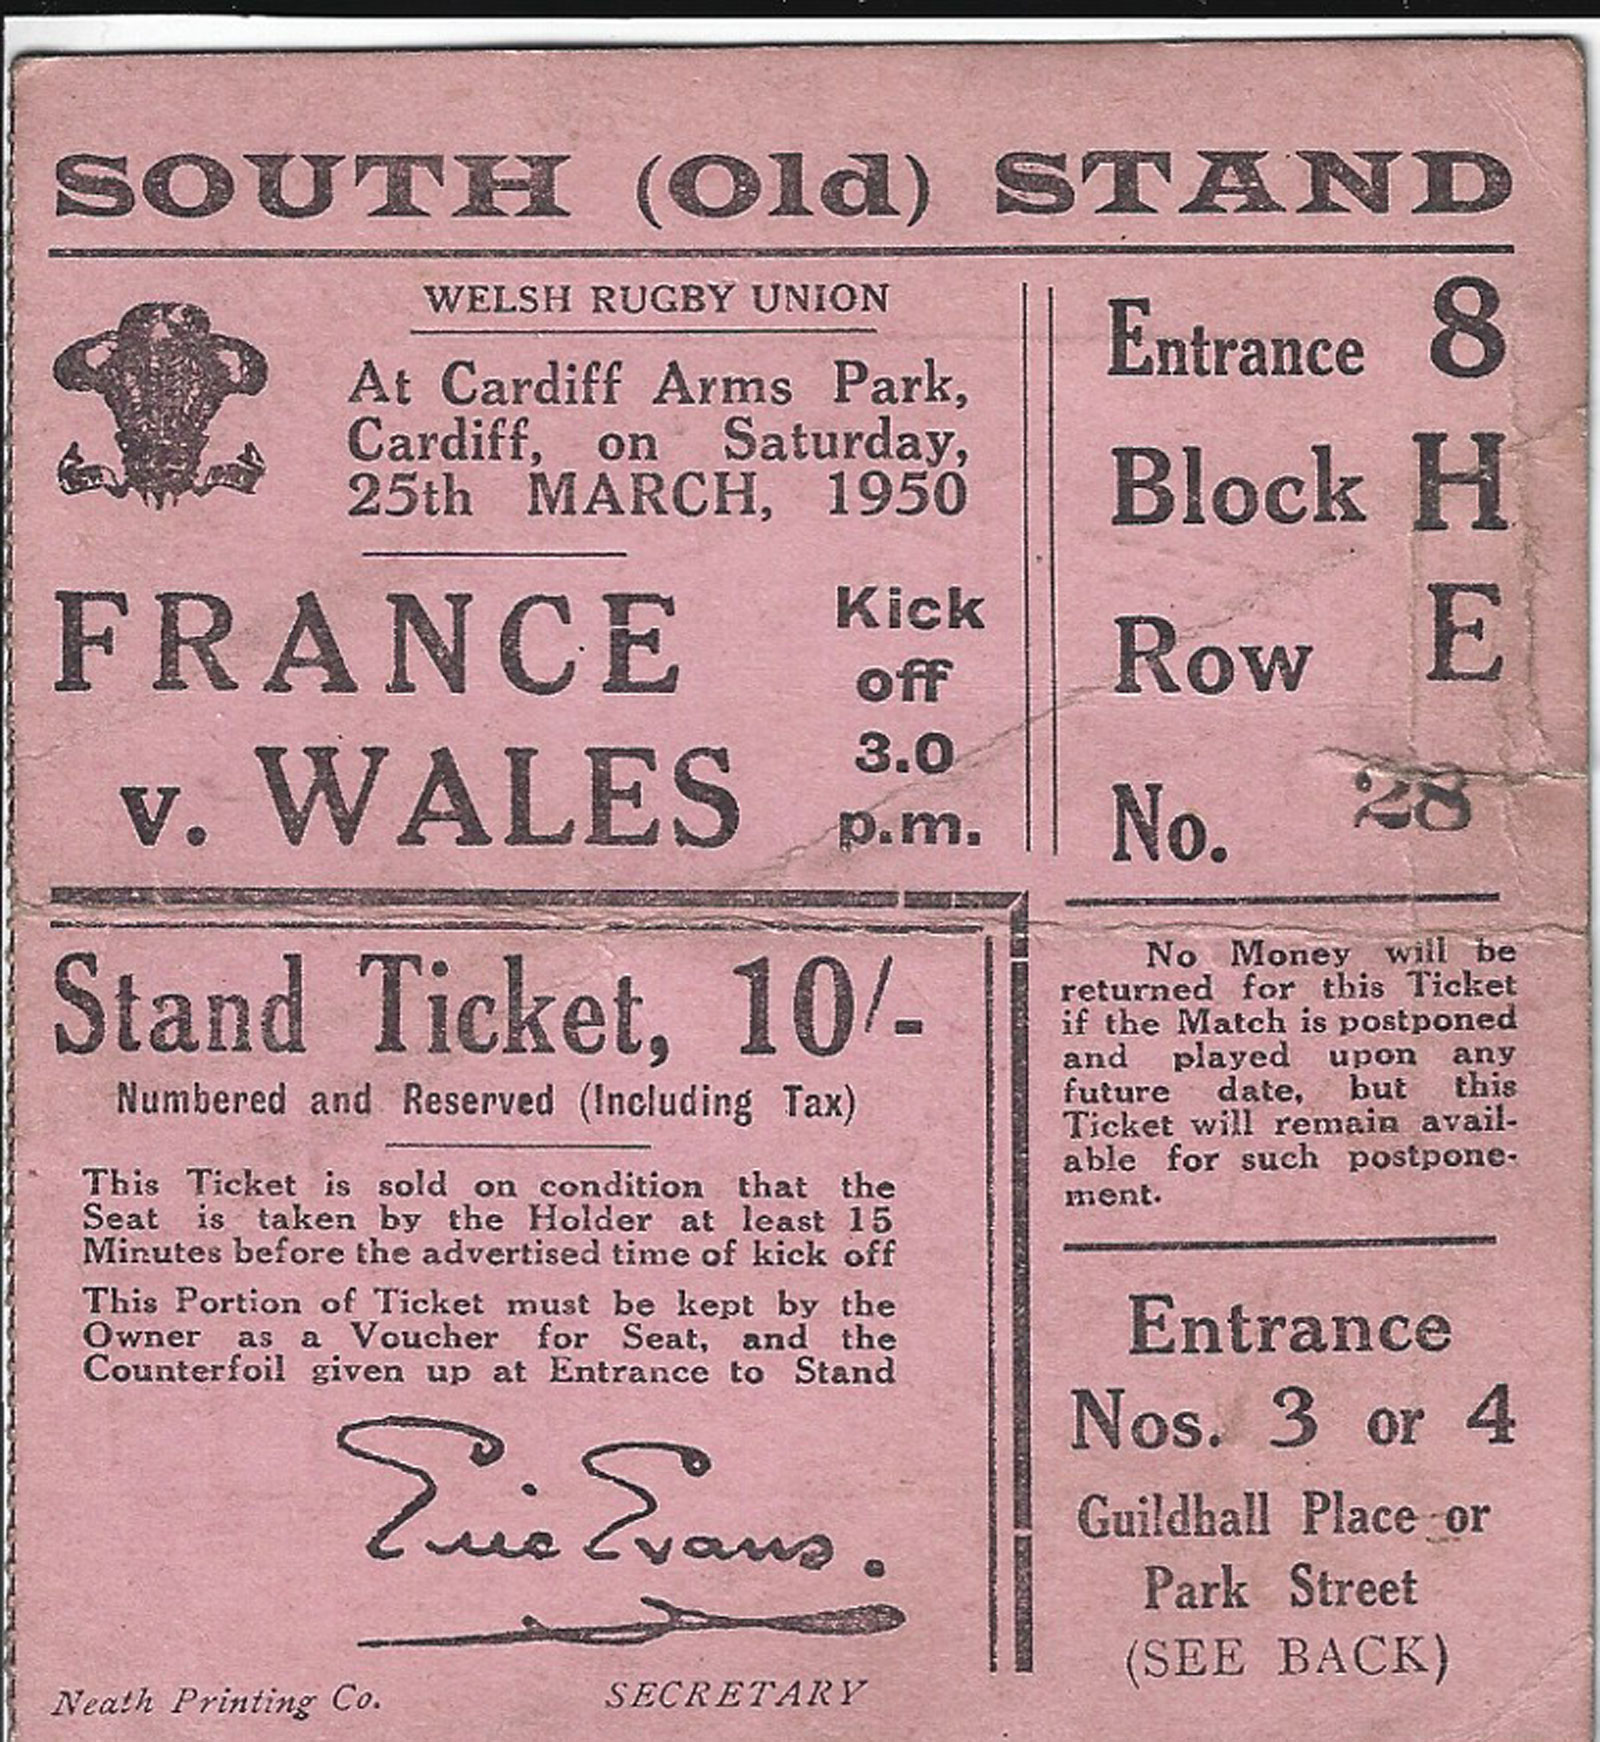 SOUTH (Old) STAND
WELSH RUGBY UNION
At Cardiff Arms Park,
Cardiff, on Saturday,
25th MARCH, 1950
FRANCE
v. WALES
Kick
off
3.0
p.m.
Entrance 8
Block H
Row E
No. 28
Stand Ticket, 10/-
Numbered and Reserved (Including Tax)
This Ticket is sold on condition that the
Seat is taken by the Holder at least 15
Minutes before the advertised time of kick off
This Portion of Ticket must be kept by the
Owner as a Voucher for Seat, and the
Counterfoil given up at Entrance to Stand
Eric Evans.
Neath Printing Co.
SECRETARY
No Money will be
returned for this Ticket
if the Match is postponed
and played upon any
future date, but this
Ticket will remain avail-
able for such postpone-
ment.
Entrance
Nos. 3 or 4
Guildhall Place or
Park Street
(SEE BACK)